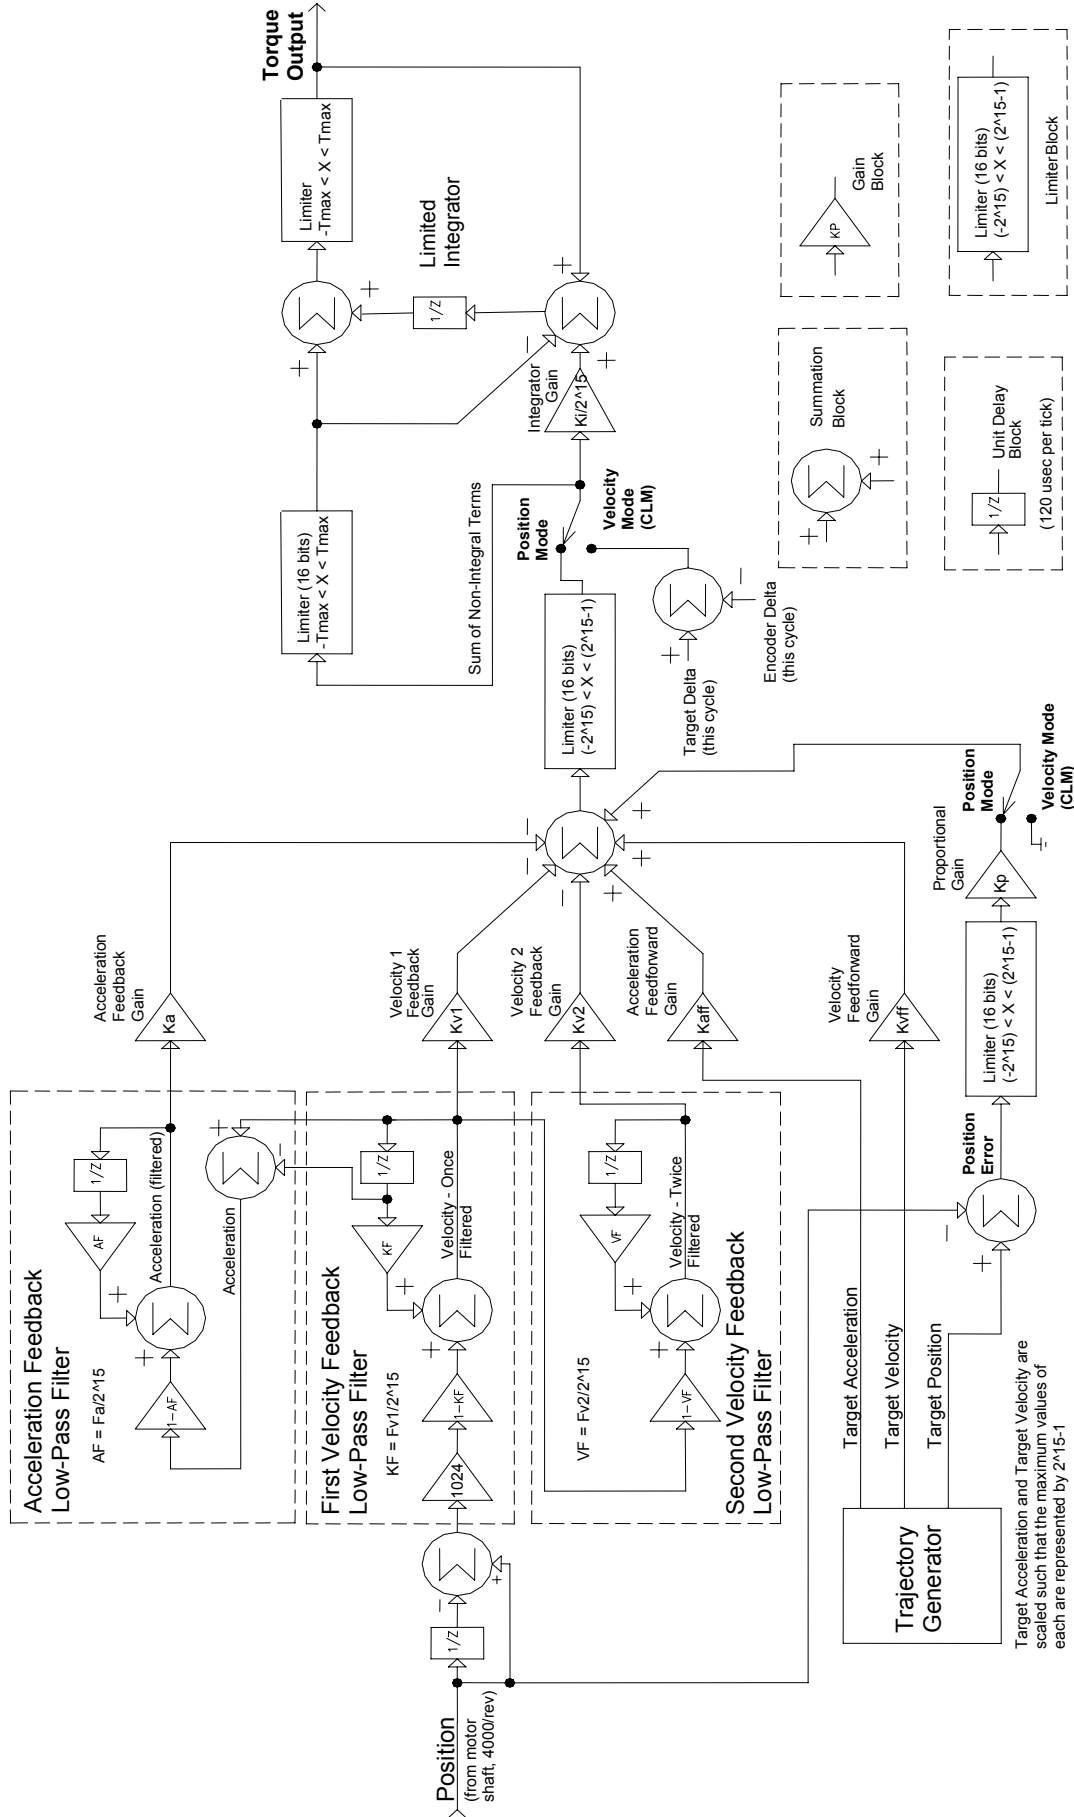 Position
(from motor
shaft, 4000/rev)
1/Z
−
+
Σ
Acceleration Feedback
Low-Pass Filter
AF = Fa/2^15
1-AF
+
Σ
+
AF
1/Z
Acceleration (filtered)
Acceleration
Σ
+
−
First Velocity Feedback
Low-Pass Filter
KF = Fv1/2^15
1024
1-KF
+
Σ
+
KF
1/Z
Velocity - Once
Filtered
Second Velocity Feedback
Low-Pass Filter
VF = Fv2/2^15
1-VF
+
Σ
+
VF
1/Z
Velocity - Twice
Filtered
Acceleration
Feedback
Gain
Ka
Velocity 1
Feedback
Gain
Kv1
Velocity 2
Feedback
Gain
Kv2
Acceleration
Feedforward
Gain
Kaff
Velocity
Feedforward
Gain
Kvff
Trajectory
Generator
Target Acceleration
Target Velocity
Target Position
Target Acceleration and Target Velocity are
scaled such that the maximum values of
each are represented by 2^15-1
+
−
Σ
Position
Error
Limiter (16 bits)
(-2^15) < X < (2^15-1)
Proportional
Gain
Kp
Position
Mode
Velocity Mode
(CLM)
−
−
−
+
+
+
Σ
Limiter (16 bits)
(-2^15) < X < (2^15-1)
Target Delta
(this cycle)
+
Σ
−
Encoder Delta
(this cycle)
Position
Mode
Velocity
Mode
(CLM)
Sum of Non-Integral Terms
Limiter (16 bits)
-Tmax < X < Tmax
Integrator
Gain
Ki/2^15
+
−
+
Σ
1/Z
Limited
Integrator
+
+
Σ
Limiter
-Tmax < X < Tmax
Torque
Output
+
+
Σ
Summation
Block
KP
Gain
Block
1/Z
Unit Delay
Block
(120 usec per tick)
Limiter (16 bits)
(-2^15) < X < (2^15-1)
LimiterBlock